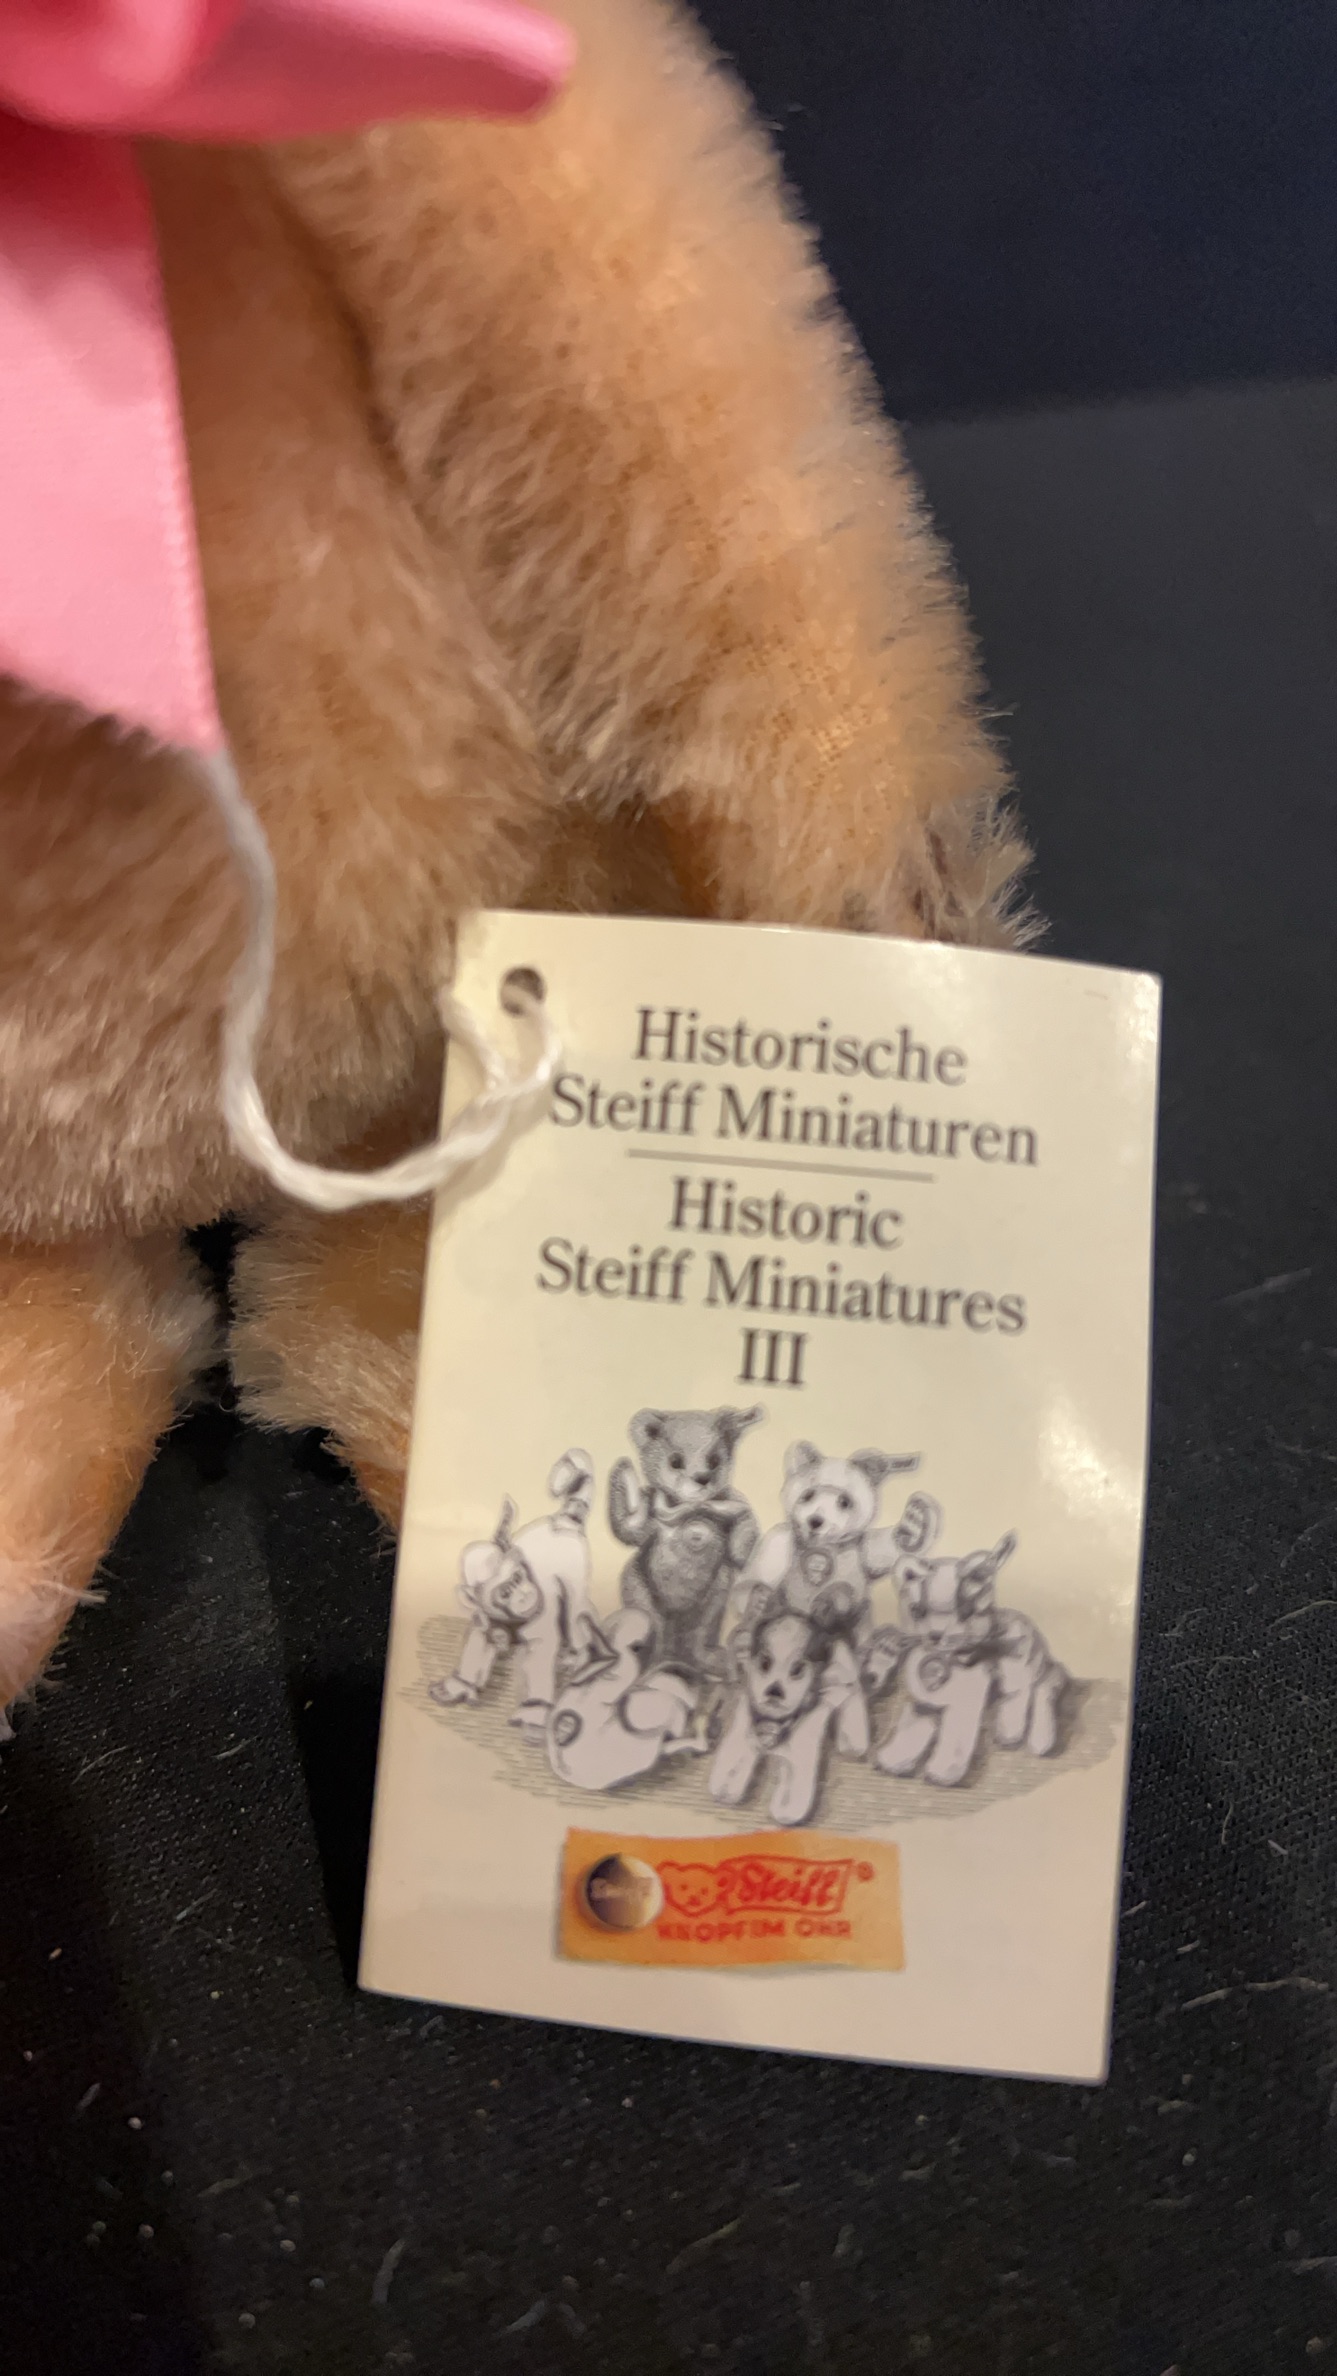 Historische
Steiff Miniaturen
Historic
Steiff Miniatures
III
Steiff®
KNOPF IM OHR